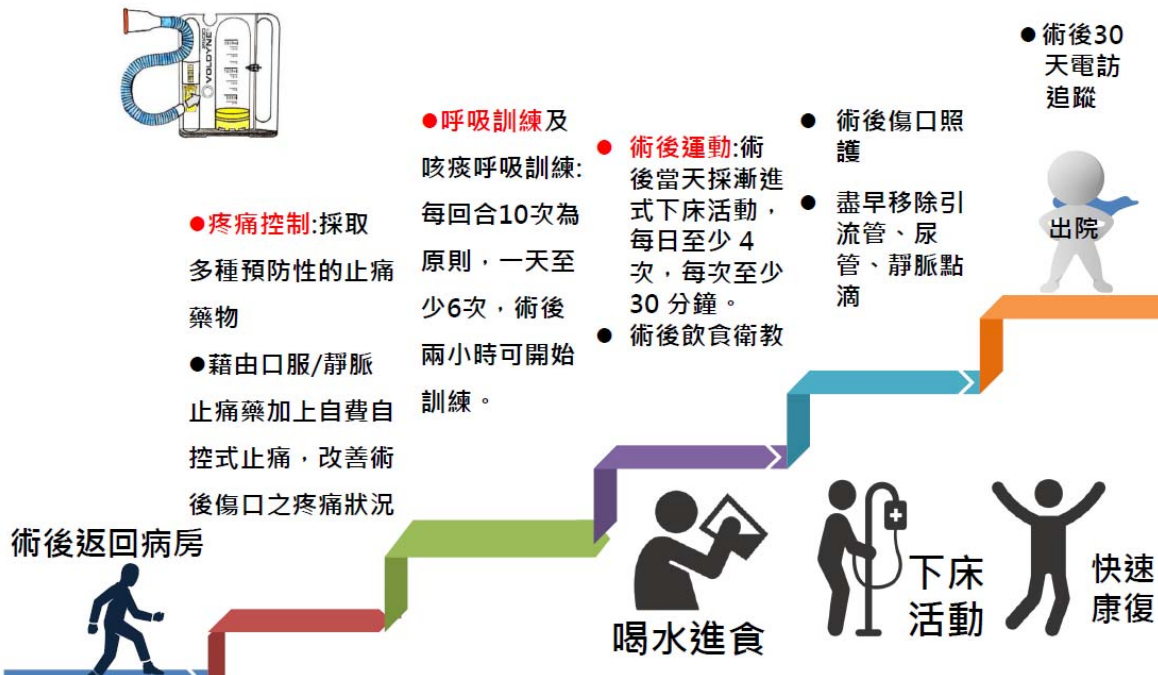 VOLDYNE
術後返回病房
●疼痛控制:採取
多種預防性的止痛
藥物
●藉由口服/靜脈
止痛藥加上自費自
控式止痛，改善術
後傷口之疼痛狀況
●呼吸訓練及
咳痰呼吸訓練:
每回合10次為
原則，一天至
少6次，術後
兩小時可開始
訓練。
● 術後運動:術
後當天採漸進
式下床活動，
每日至少 4
次，每次至少
30 分鐘。
● 術後飲食衛教
● 術後傷口照
護
● 盡早移除引
流管、尿
管、靜脈點
滴
● 術後30
天電訪
追蹤
出院
喝水進食
下床
活動
快速
康復